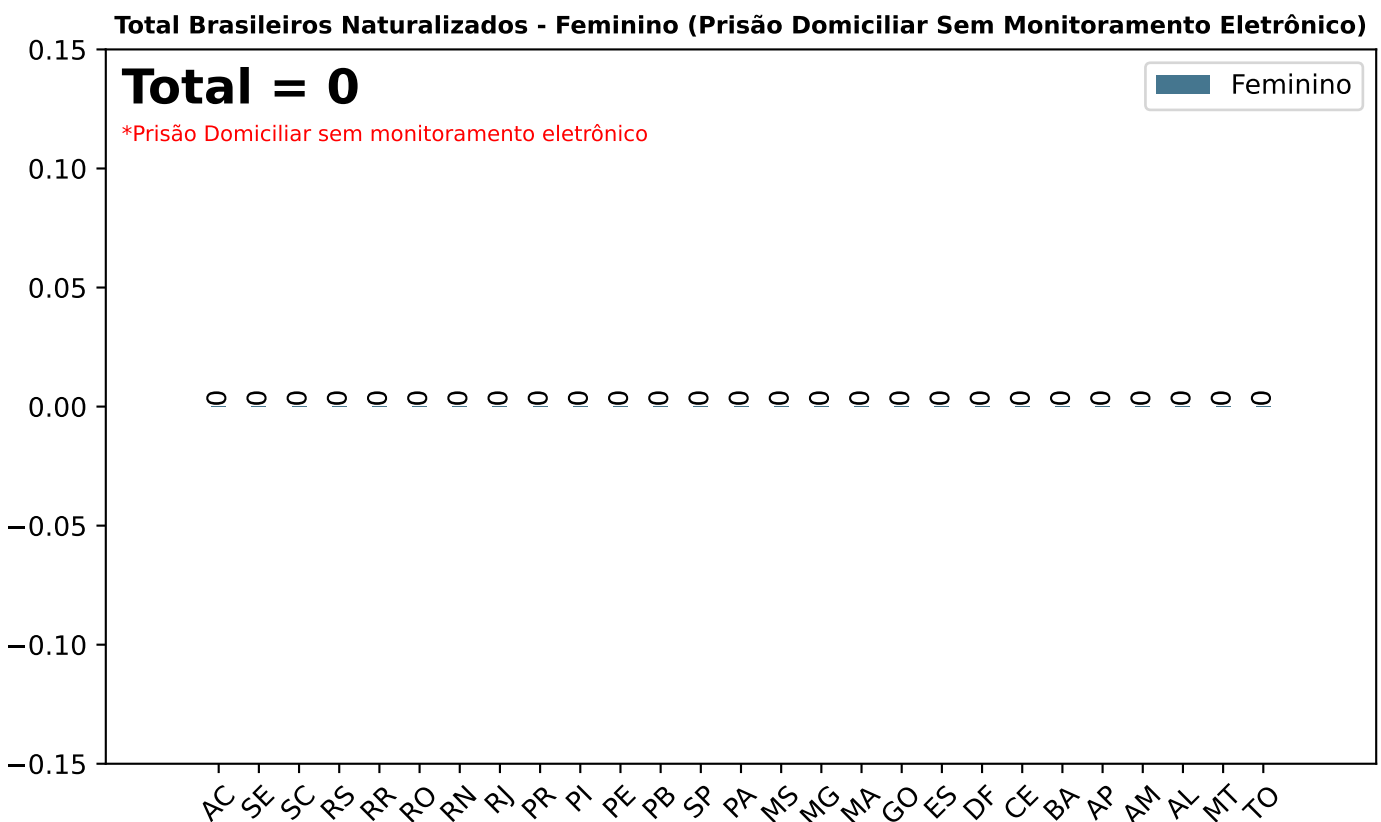 Total Brasileiros Naturalizados - Feminino (Prisão Domiciliar Sem Monitoramento Eletrônico)
0.15
Total = 0
Feminino
*Prisão Domiciliar sem monitoramento eletrônico
0.10
0.05
0.00
0 0 0 0 0 0 0 0 0 0 0 0 0 0 0 0 0 0 0 0 0 0 0 0 0 0 0
−0.05
−0.10
−0.15
AC SE SC RS RR RO RN RJ PR PI PE PB SP PA MS MG MA GO ES DF CE BA AP AM AL MT TO